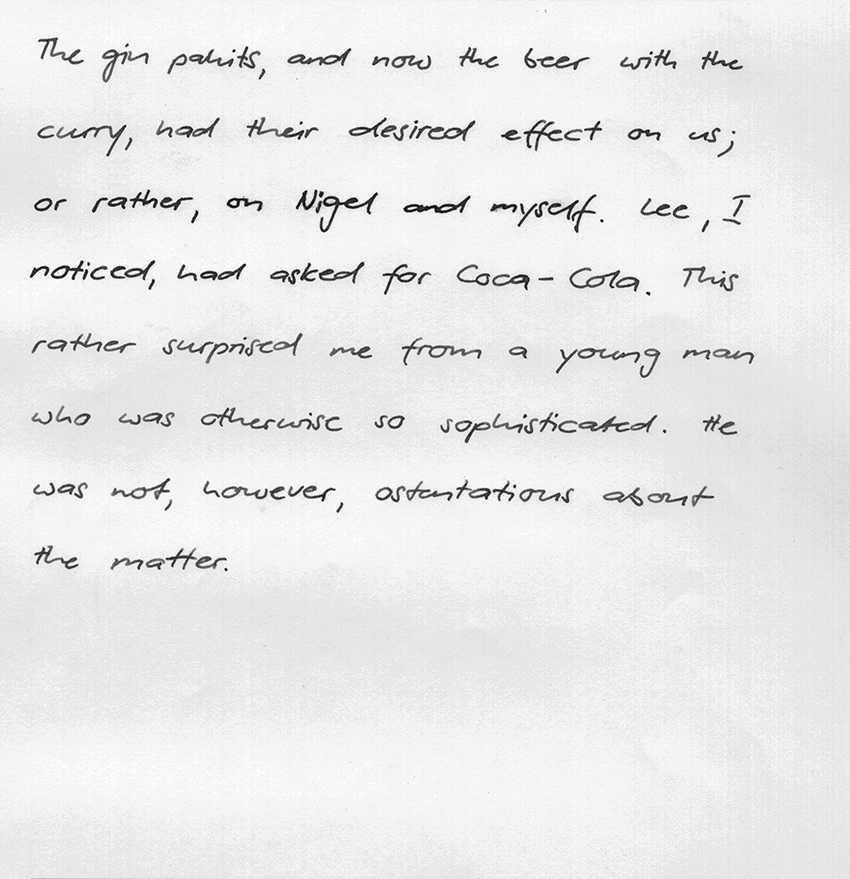 The gin pahits, and now the beer with the
curry, had their desired effect on us;
or rather, on Nigel and myself. Lee, I
noticed, had asked for Coca-Cola. This
rather surprised me from a young man
who was otherwise so sophisticated. He
was not, however, ostentatious about
the matter.